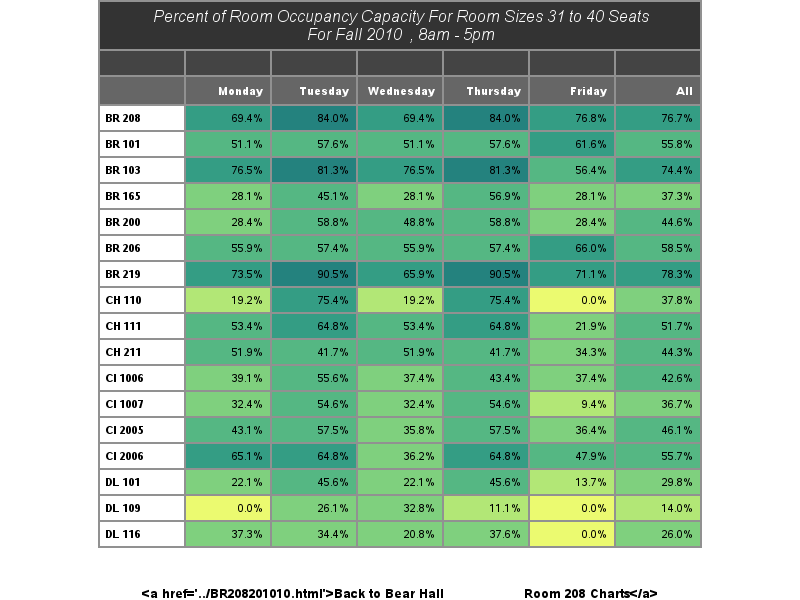 Percent of Room Occupancy Capacity For Room Sizes 31 to 40 Seats
For Fall 2010 , 8am - 5pm
Monday Tuesday Wednesday Thursday Friday All
BR 208 69.4% 84.0% 69.4% 84.0% 76.8% 76.7%
BR 101 51.1% 57.6% 51.1% 57.6% 61.6% 55.8%
BR 103 76.5% 81.3% 76.5% 81.3% 56.4% 74.4%
BR 165 28.1% 45.1% 28.1% 56.9% 28.1% 37.3%
BR 200 28.4% 58.8% 48.8% 58.8% 28.4% 44.6%
BR 206 55.9% 57.4% 55.9% 57.4% 66.0% 58.5%
BR 219 73.5% 90.5% 65.9% 90.5% 71.1% 78.3%
CH 110 19.2% 75.4% 19.2% 75.4% 0.0% 37.8%
CH 111 53.4% 64.8% 53.4% 64.8% 21.9% 51.7%
CH 211 51.9% 41.7% 51.9% 41.7% 34.3% 44.3%
CI 1006 39.1% 55.6% 37.4% 43.4% 37.4% 42.6%
CI 1007 32.4% 54.6% 32.4% 54.6% 9.4% 36.7%
CI 2005 43.1% 57.5% 35.8% 57.5% 36.4% 46.1%
CI 2006 65.1% 64.8% 36.2% 64.8% 47.9% 55.7%
DL 101 22.1% 45.6% 22.1% 45.6% 13.7% 29.8%
DL 109 0.0% 26.1% 32.8% 11.1% 0.0% 14.0%
DL 116 37.3% 34.4% 20.8% 37.6% 0.0% 26.0%
<a href='../BR208201010.html'>Back to Bear Hall Room 208 Charts</a>